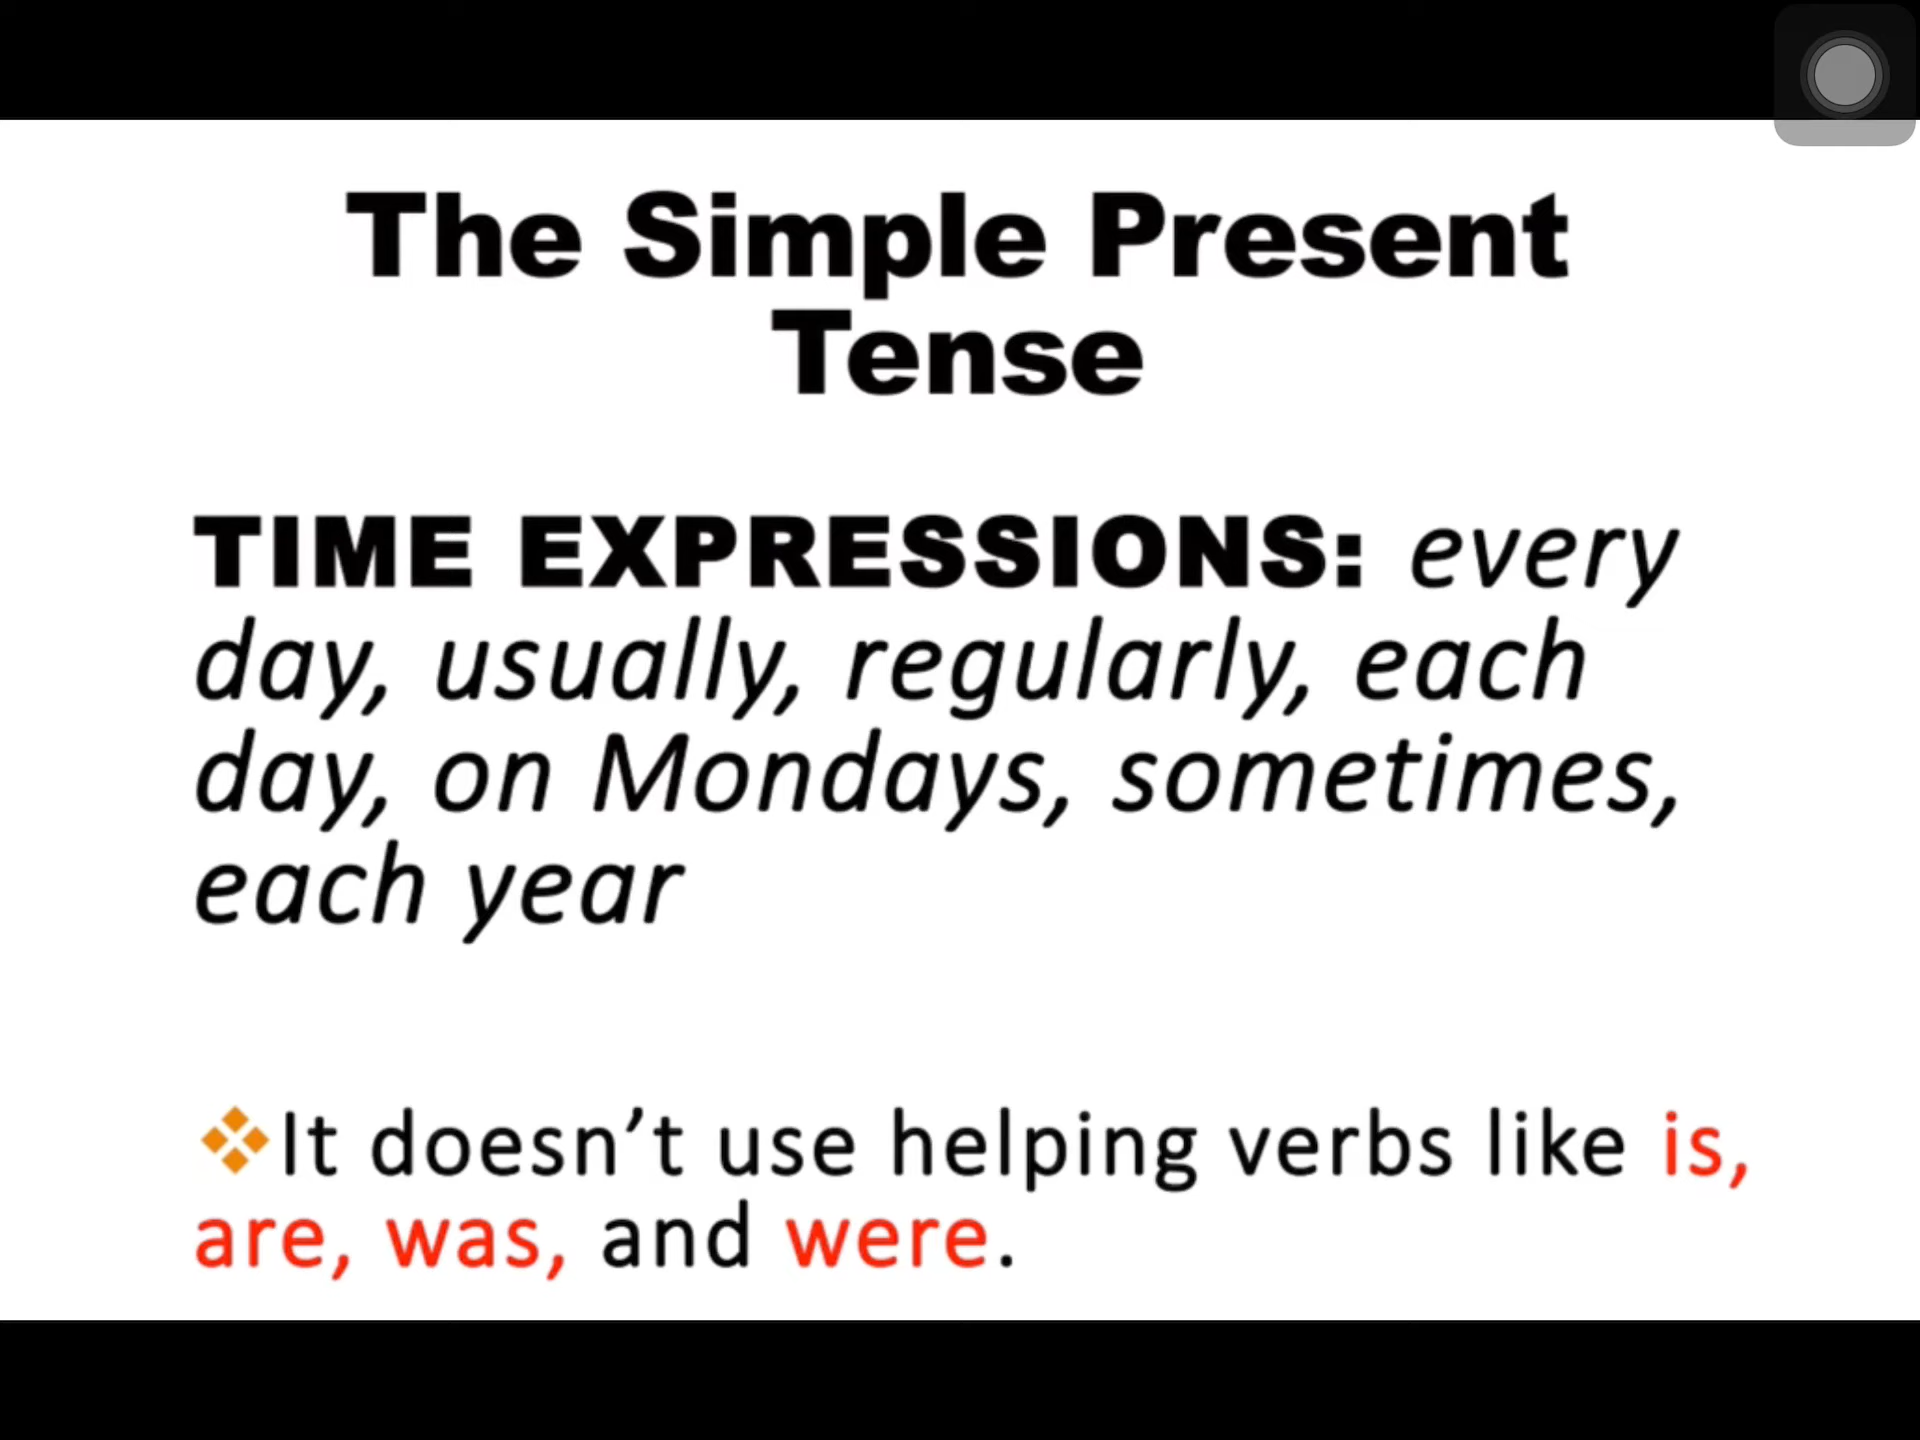 The Simple Present
Tense
TIME EXPRESSIONS: every
day, usually, regularly, each
day, on Mondays, sometimes,
each year
❖It doesn’t use helping verbs like is,
are, was, and were.